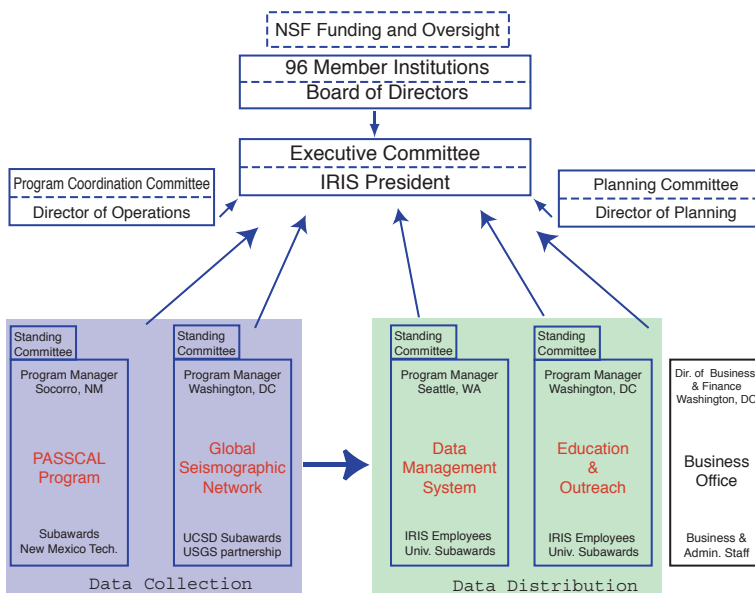 NSF Funding and Oversight
96 Member Institutions
Board of Directors
Executive Committee
IRIS President
Program Coordination Committee
Director of Operations
Planning Committee
Director of Planning
Standing
Committee
Program Manager
Socorro, NM
PASSCAL
Program
Subawards
New Mexico Tech.
Standing
Committee
Program Manager
Washington, DC
Global
Seismographic
Network
UCSD Subawards
USGS partnership
Data Collection
Standing
Committee
Program Manager
Seattle, WA
Data
Management
System
IRIS Employees
Univ. Subawards
Standing
Committee
Program Manager
Washington, DC
Education
&
Outreach
IRIS Employees
Univ. Subawards
Data Distribution
Dir. of Business
& Finance
Washington, DC
Business
Office
Business &
Admin. Staff